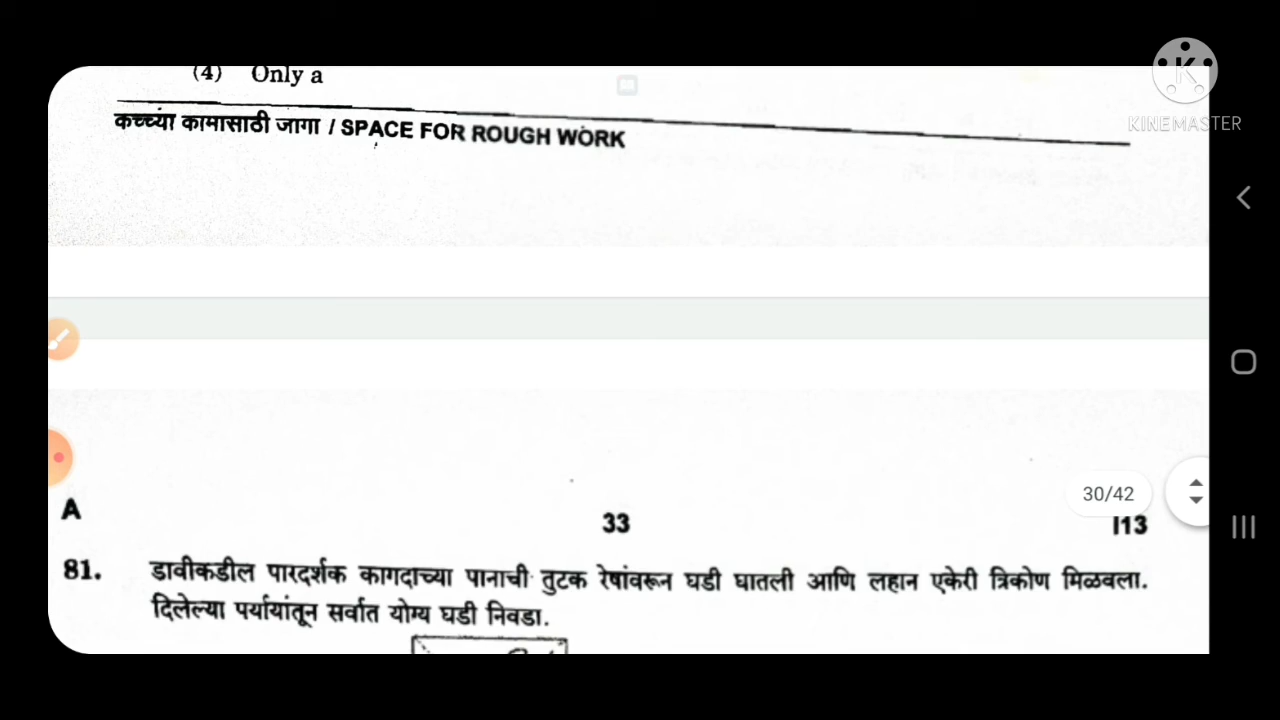 (4) Only a
कच्च्या कामासाठी जागा / SPACE FOR ROUGH WORK
KINEMASTER
30/42
A 33 I13
81. डावीकडील पारदर्शक कागदाच्या पानाची तुटक रेषांवरून घडी घातली आणि लहान एकेरी त्रिकोण मिळवला.
दिलेल्या पर्यायांतून सर्वात योग्य घडी निवडा.